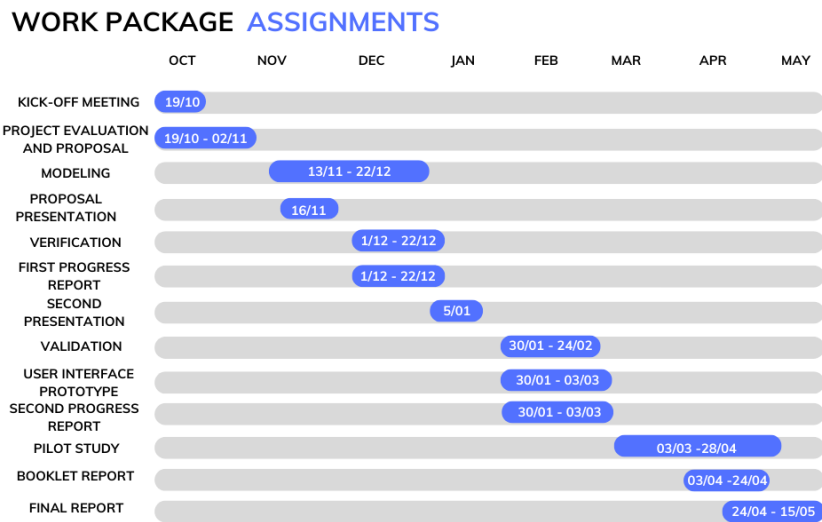 WORK PACKAGE ASSIGNMENTS
OCT NOV DEC JAN FEB MAR APR MAY
KICK-OFF MEETING 19/10
PROJECT EVALUATION
AND PROPOSAL 19/10 - 02/11
MODELING 13/11 - 22/12
PROPOSAL
PRESENTATION 16/11
VERIFICATION 1/12 - 22/12
FIRST PROGRESS
REPORT 1/12 - 22/12
SECOND
PRESENTATION 5/01
VALIDATION 30/01 - 24/02
USER INTERFACE
PROTOTYPE 30/01 - 03/03
SECOND PROGRESS
REPORT 30/01 - 03/03
PILOT STUDY 03/03 -28/04
BOOKLET REPORT 03/04 -24/04
FINAL REPORT 24/04 - 15/05